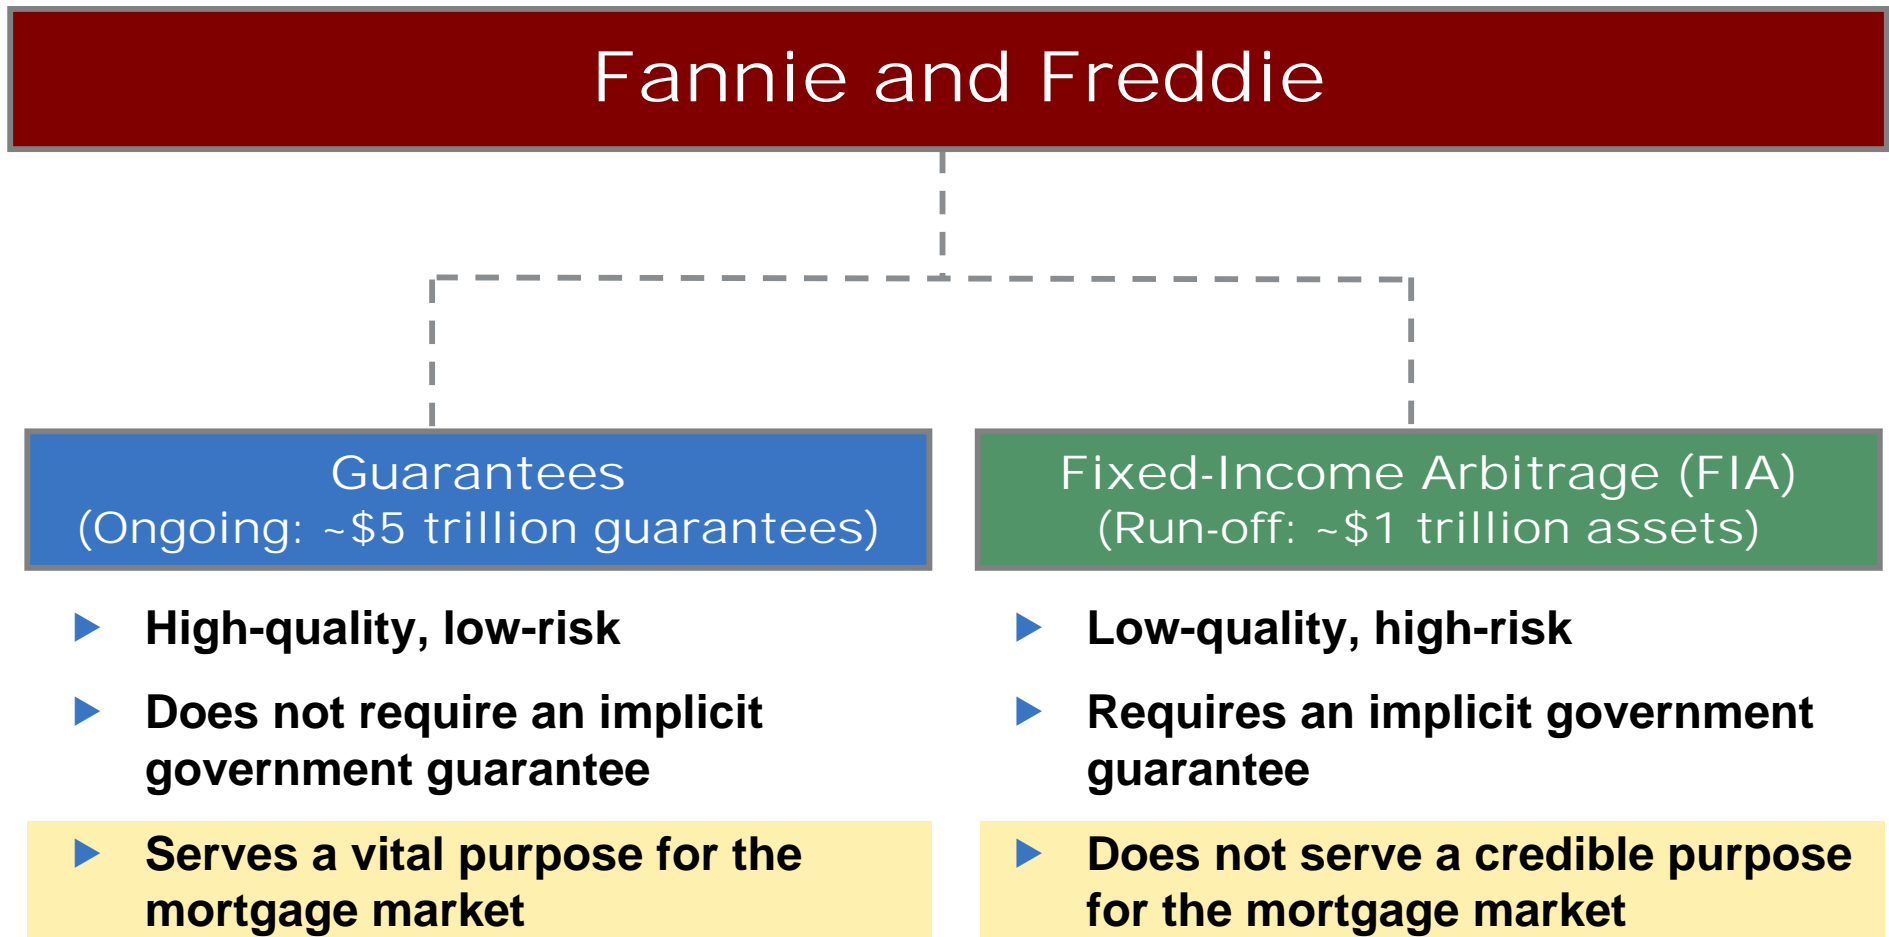 Fannie and Freddie
Guarantees
(Ongoing: ~$5 trillion guarantees)
High-quality, low-risk
Does not require an implicit
government guarantee
Serves a vital purpose for the
mortgage market
Fixed-Income Arbitrage (FIA)
(Run-off: ~$1 trillion assets)
Low-quality, high-risk
Requires an implicit government
guarantee
Does not serve a credible purpose
for the mortgage market